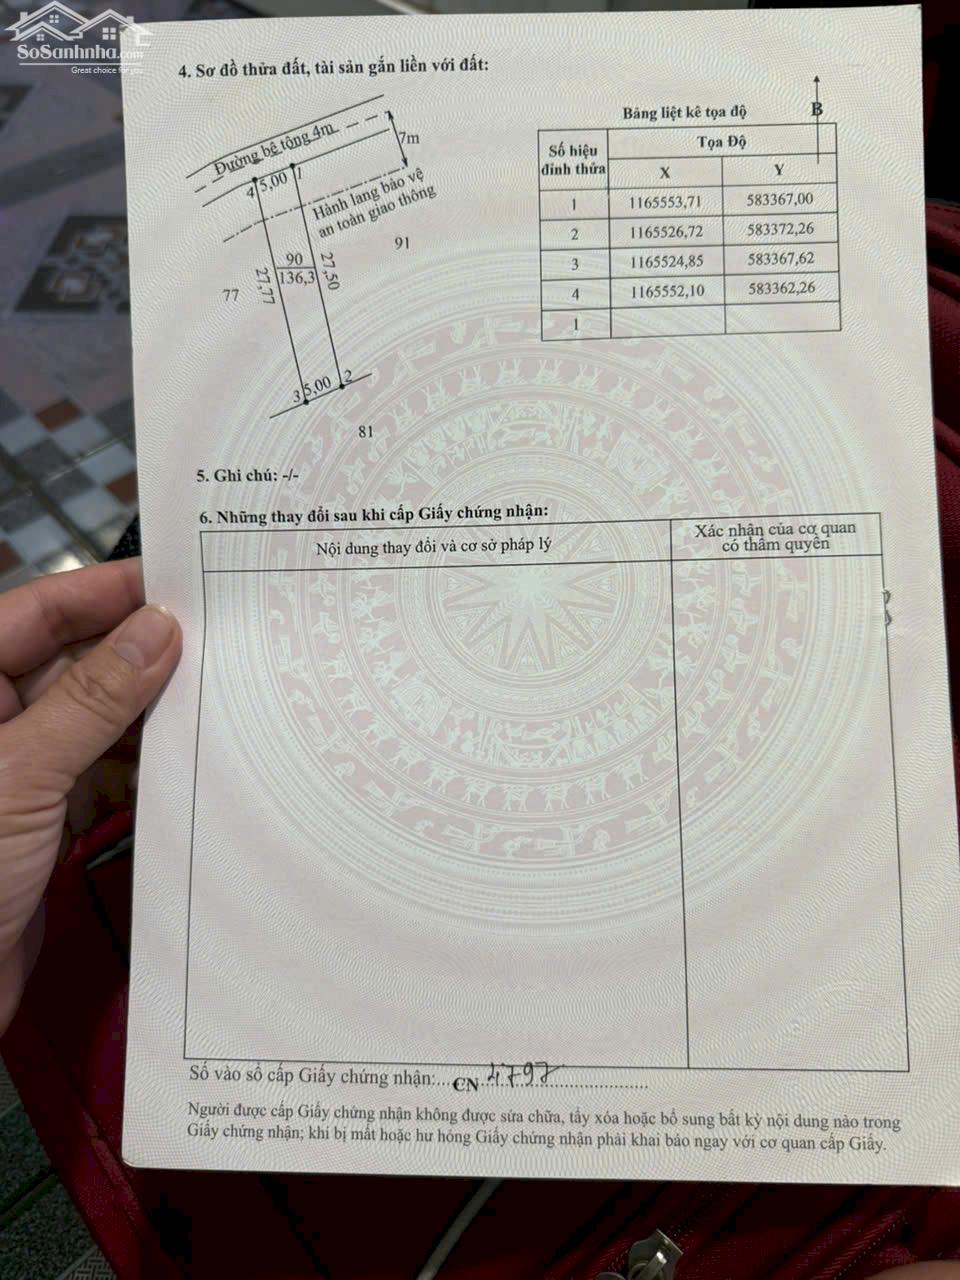 SoSanhnha.com
Great choice for you
4. Sơ đồ thửa đất, tài sản gắn liền với đất:
Đường bê tông 4m
7m
4 5,00 1
Hành lang bảo vệ
an toàn giao thông
91
90
136,3
27,77
27,50
77
3 5,00 2
81
Bảng liệt kê tọa độ
B
Số hiệu đỉnh thửa
Tọa Độ
X Y
1 1165553,71 583367,00
2 1165526,72 583372,26
3 1165524,85 583367,62
4 1165552,10 583362,26
1
5. Ghi chú: -/-
6. Những thay đổi sau khi cấp Giấy chứng nhận:
Nội dung thay đổi và cơ sở pháp lý
Xác nhận của cơ quan
có thẩm quyền
Số vào sổ cấp Giấy chứng nhận:....CN 4797
Người được cấp Giấy chứng nhận không được sửa chữa, tẩy xóa hoặc bổ sung bất kỳ nội dung nào trong
Giấy chứng nhận; khi bị mất hoặc hư hỏng Giấy chứng nhận phải khai báo ngay với cơ quan cấp Giấy.